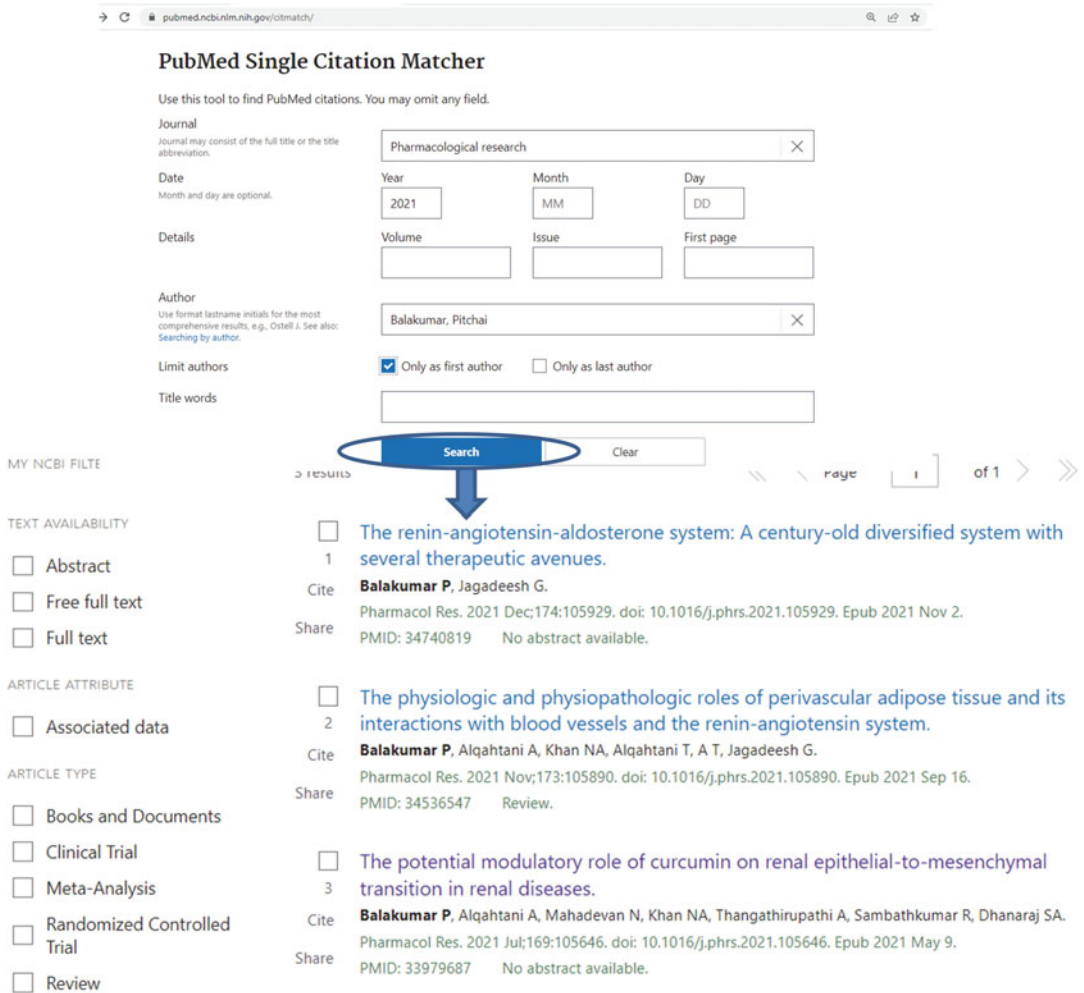 pubmed.ncbi.nlm.nih.gov/citmatch/
PubMed Single Citation Matcher
Use this tool to find PubMed citations. You may omit any field.
Journal
Journal may consist of the full title or the title
abbreviation.
Pharmacological research
Date
Month and day are optional.
Year Month Day
2021 MM DD
Details
Volume Issue First page
Author
Use format lastname initials for the most
comprehensive results, e.g., Ostell J. See also:
Searching by author.
Balakumar, Pitchai
Limit authors
Only as first author Only as last author
Title words
Search Clear
MY NCBI FILTE
results Page 1 of 1
TEXT AVAILABILITY
Abstract
Free full text
Full text
ARTICLE ATTRIBUTE
Associated data
ARTICLE TYPE
Books and Documents
Clinical Trial
Meta-Analysis
Randomized Controlled
Trial
Review
1
Cite
Share
The renin-angiotensin-aldosterone system: A century-old diversified system with
several therapeutic avenues.
Balakumar P, Jagadeesh G.
Pharmacol Res. 2021 Dec;174:105929. doi: 10.1016/j.phrs.2021.105929. Epub 2021 Nov 2.
PMID: 34740819 No abstract available.
2
Cite
Share
The physiologic and physiopathologic roles of perivascular adipose tissue and its
interactions with blood vessels and the renin-angiotensin system.
Balakumar P, Alqahtani A, Khan NA, Alqahtani T, A T, Jagadeesh G.
Pharmacol Res. 2021 Nov;173:105890. doi: 10.1016/j.phrs.2021.105890. Epub 2021 Sep 16.
PMID: 34536547 Review.
3
Cite
Share
The potential modulatory role of curcumin on renal epithelial-to-mesenchymal
transition in renal diseases.
Balakumar P, Alqahtani A, Mahadevan N, Khan NA, Thangathirupathi A, Sambathkumar R, Dhanaraj SA.
Pharmacol Res. 2021 Jul;169:105646. doi: 10.1016/j.phrs.2021.105646. Epub 2021 May 9.
PMID: 33979687 No abstract available.